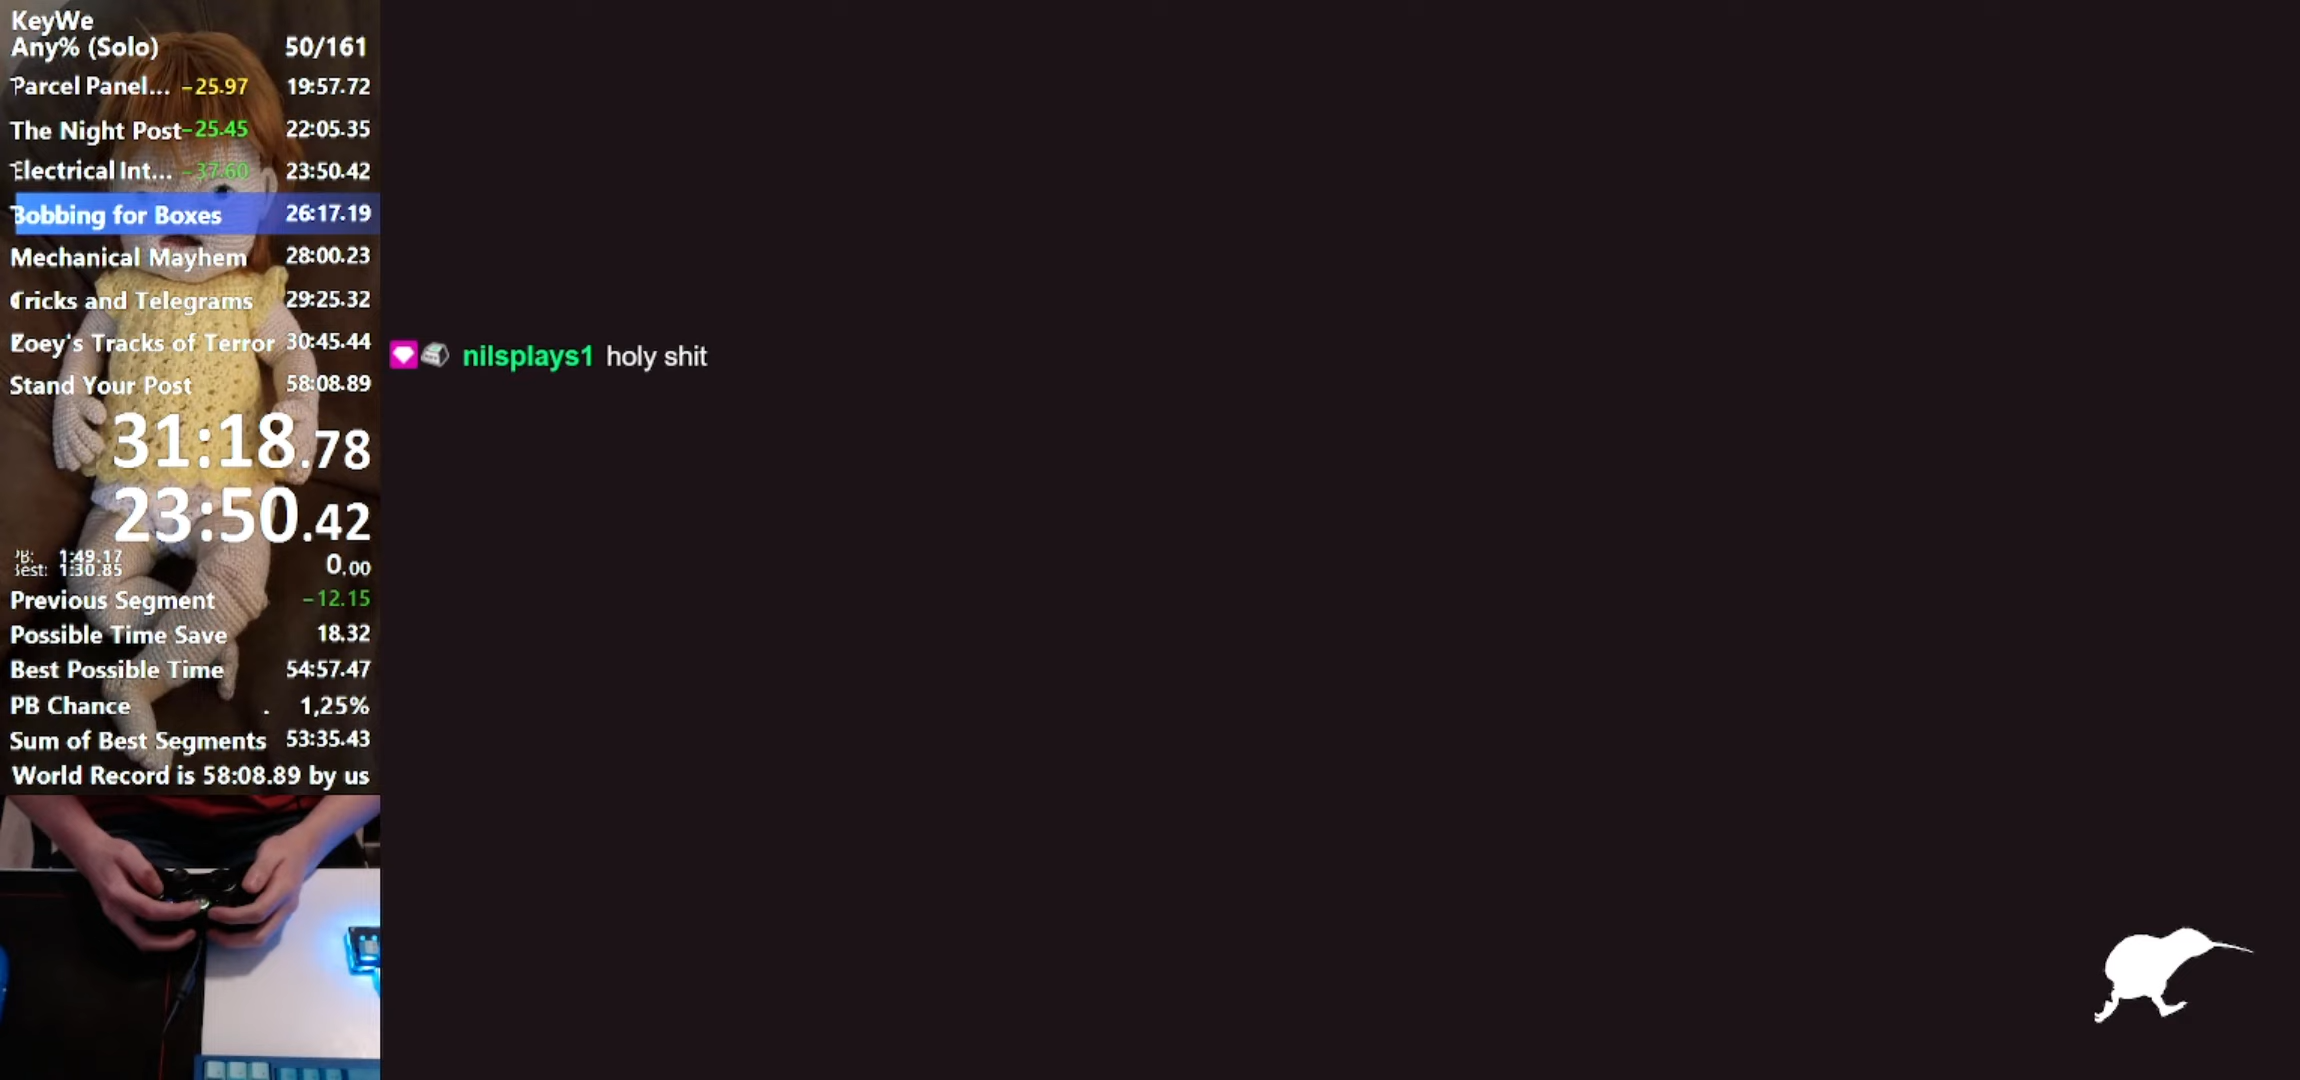 KeyWe
Any% (Solo) 50/161
Parcel Panel... -25.97 19:57.72
The Night Post -25.45 22:05.35
Electrical Int... -37.60 23:50.42
Bobbing for Boxes 26:17.19
Mechanical Mayhem 28:00.23
Tricks and Telegrams 29:25.32
Zoey's Tracks of Terror 30:45.44
Stand Your Post 58:08.89
31:18.78
23:50.42
PB: 1:49.17
Best: 1:30.85 0.00
Previous Segment -12.15
Possible Time Save 18.32
Best Possible Time 54:57.47
PB Chance . 1,25%
Sum of Best Segments 53:35.43
World Record is 58:08.89 by us
nilsplays1 holy shit